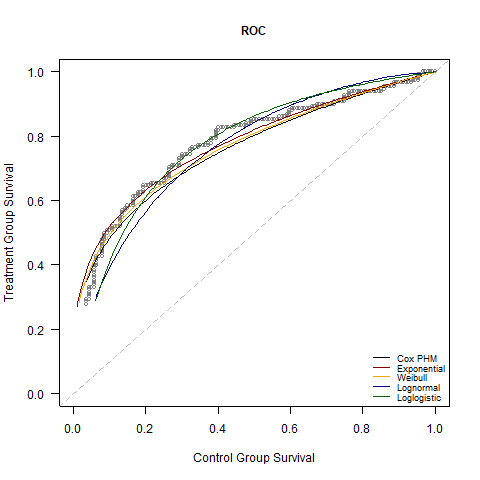 ROC
Treatment Group Survival
1.0
0.8
0.6
0.4
0.2
0.0
0.0 0.2 0.4 0.6 0.8 1.0
Control Group Survival
Cox PHM
Exponential
Weibull
Lognormal
Loglogistic